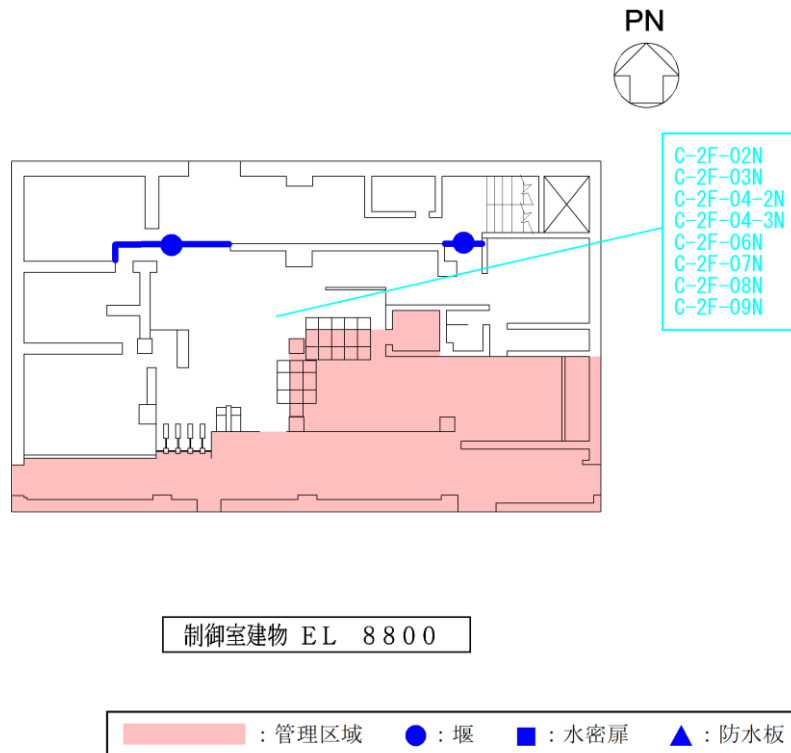 PN
C-2F-02N
C-2F-03N
C-2F-04-2N
C-2F-04-3N
C-2F-06N
C-2F-07N
C-2F-08N
C-2F-09N
制御室建物 EL 8800
：管理区域 ：堰 ：水密扉 ：防水板